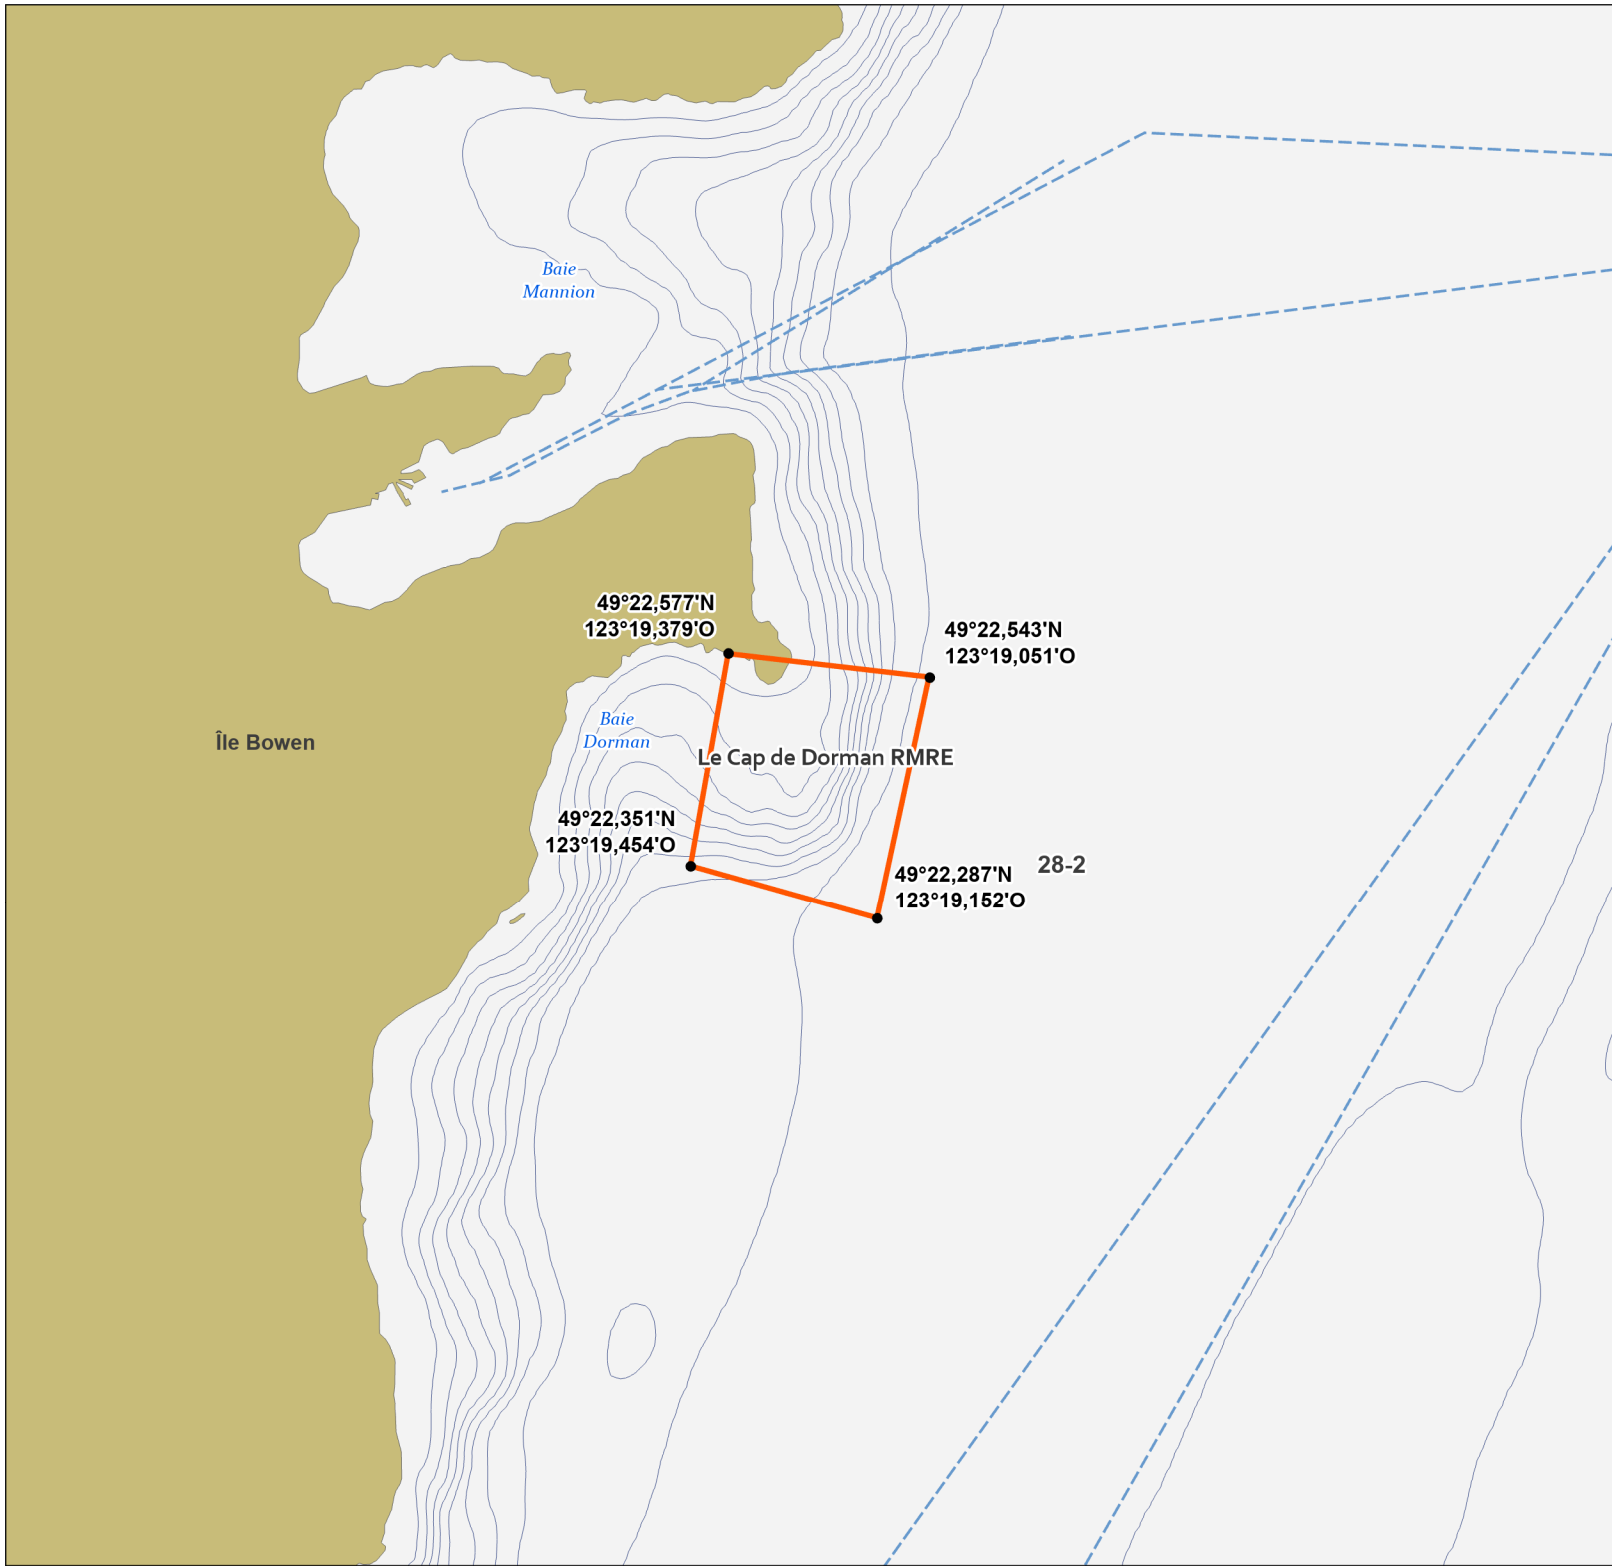 Baie
Mannion
49°22,577'N
123°19,379'O
49°22,543'N
123°19,051'O
Baie
Dorman
Île Bowen
Le Cap de Dorman RMRE
49°22,351'N
123°19,454'O
28-2
49°22,287'N
123°19,152'O